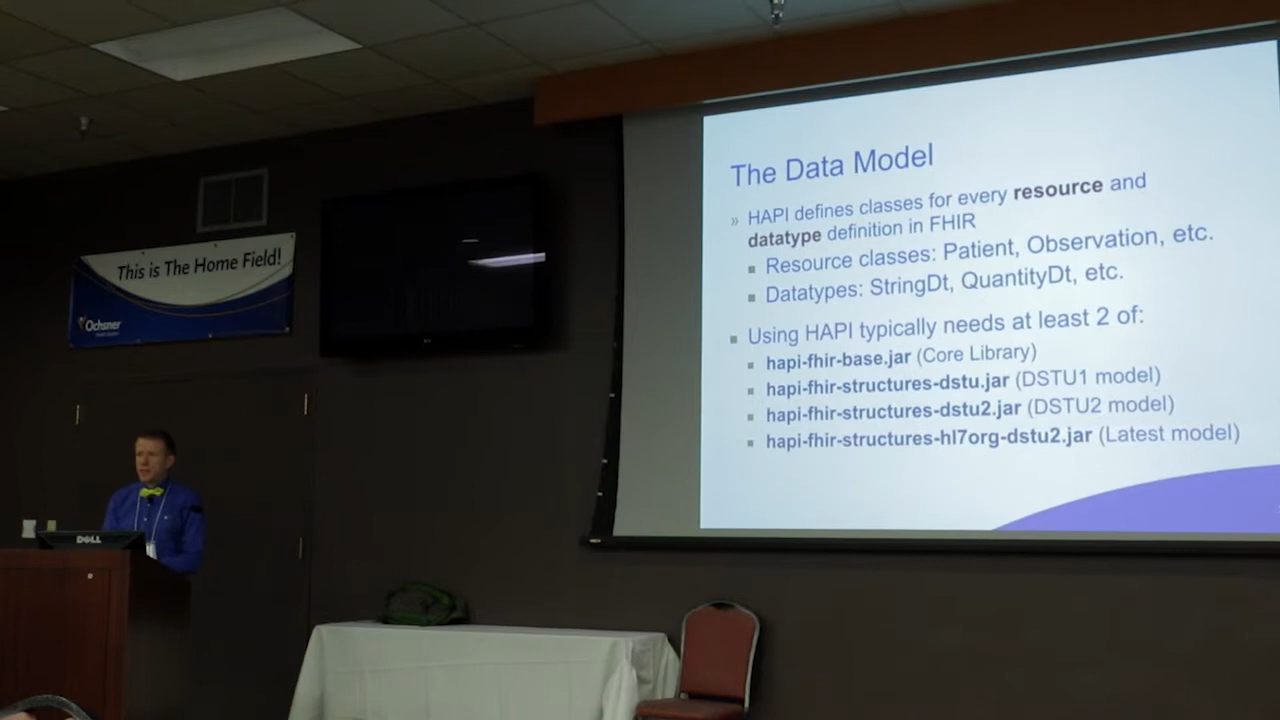 The Data Model
» HAPI defines classes for every resource and
datatype definition in FHIR
▪ Resource classes: Patient, Observation, etc.
▪ Datatypes: StringDt, QuantityDt, etc.
▪ Using HAPI typically needs at least 2 of:
▪ hapi-fhir-base.jar (Core Library)
▪ hapi-fhir-structures-dstu.jar (DSTU1 model)
▪ hapi-fhir-structures-dstu2.jar (DSTU2 model)
▪ hapi-fhir-structures-hl7org-dstu2.jar (Latest model)
This is The Home Field!
Ochsner
DELL